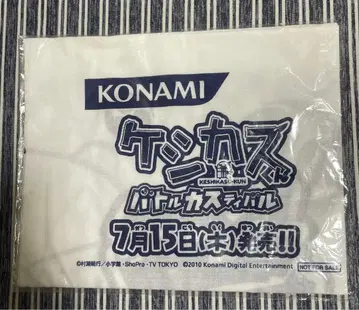 KONAMI
ケシカスくん
KESHIKASU-KUN
バトルカスティバル
7月15日(木)発売!!
©村瀬範行/小学館・ShoPro・TV TOKYO ©2010 Konami Digital Entertainment NOT FOR SALE